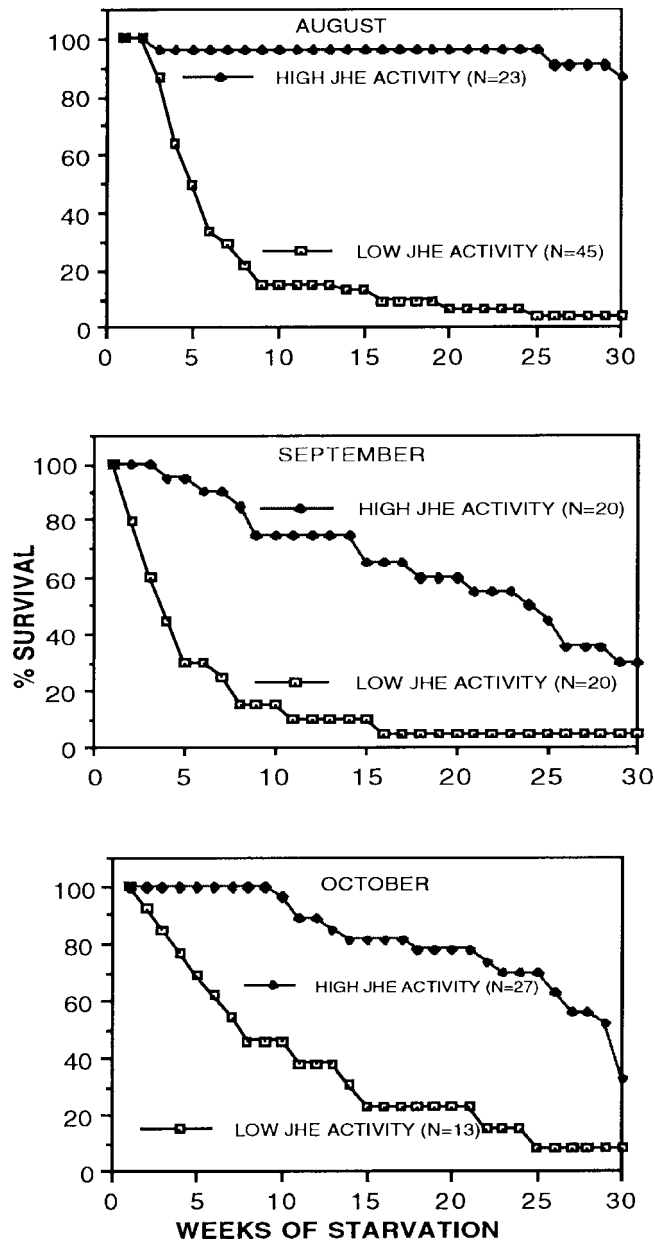 AUGUST
100
80
60
40
20
0
HIGH JHE ACTIVITY (N=23)
LOW JHE ACTIVITY (N=45)
0 5 10 15 20 25 30
SEPTEMBER
100
80
60
40
20
0
HIGH JHE ACTIVITY (N=20)
LOW JHE ACTIVITY (N=20)
% SURVIVAL
0 5 10 15 20 25 30
OCTOBER
100
80
60
40
20
0
HIGH JHE ACTIVITY (N=27)
LOW JHE ACTIVITY (N=13)
0 5 10 15 20 25 30
WEEKS OF STARVATION